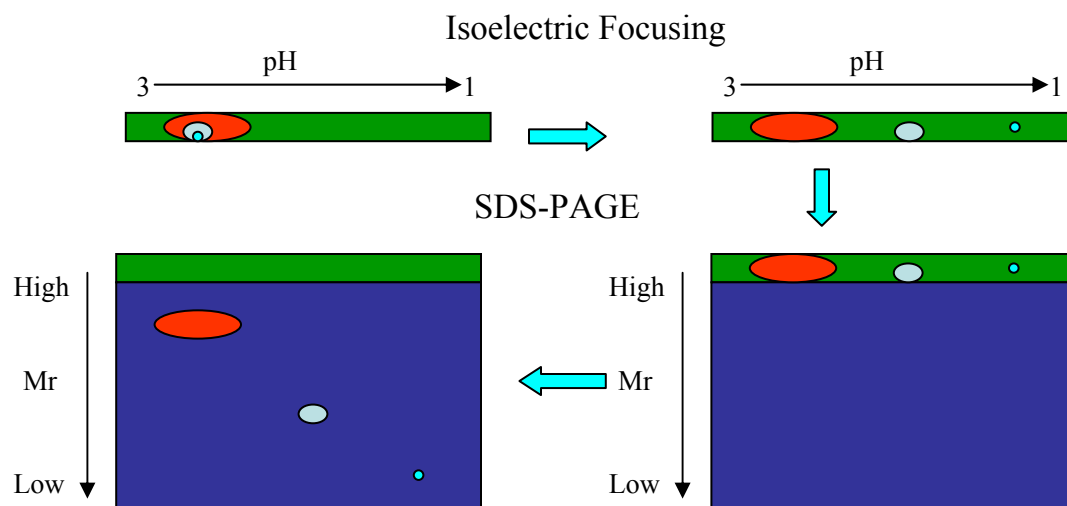 Isoelectric Focusing
pH
3
1
pH
3
1
SDS-PAGE
High
Mr
Low
High
Mr
Low